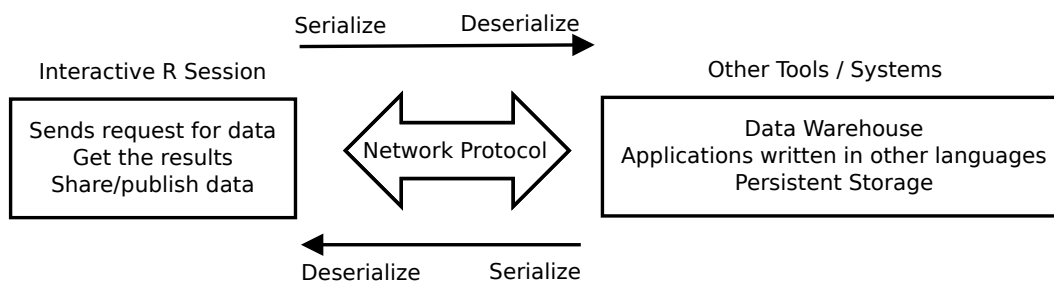 Serialize Deserialize
Interactive R Session
Other Tools / Systems
Sends request for data
Get the results
Share/publish data
Network Protocol
Data Warehouse
Applications written in other languages
Persistent Storage
Deserialize Serialize